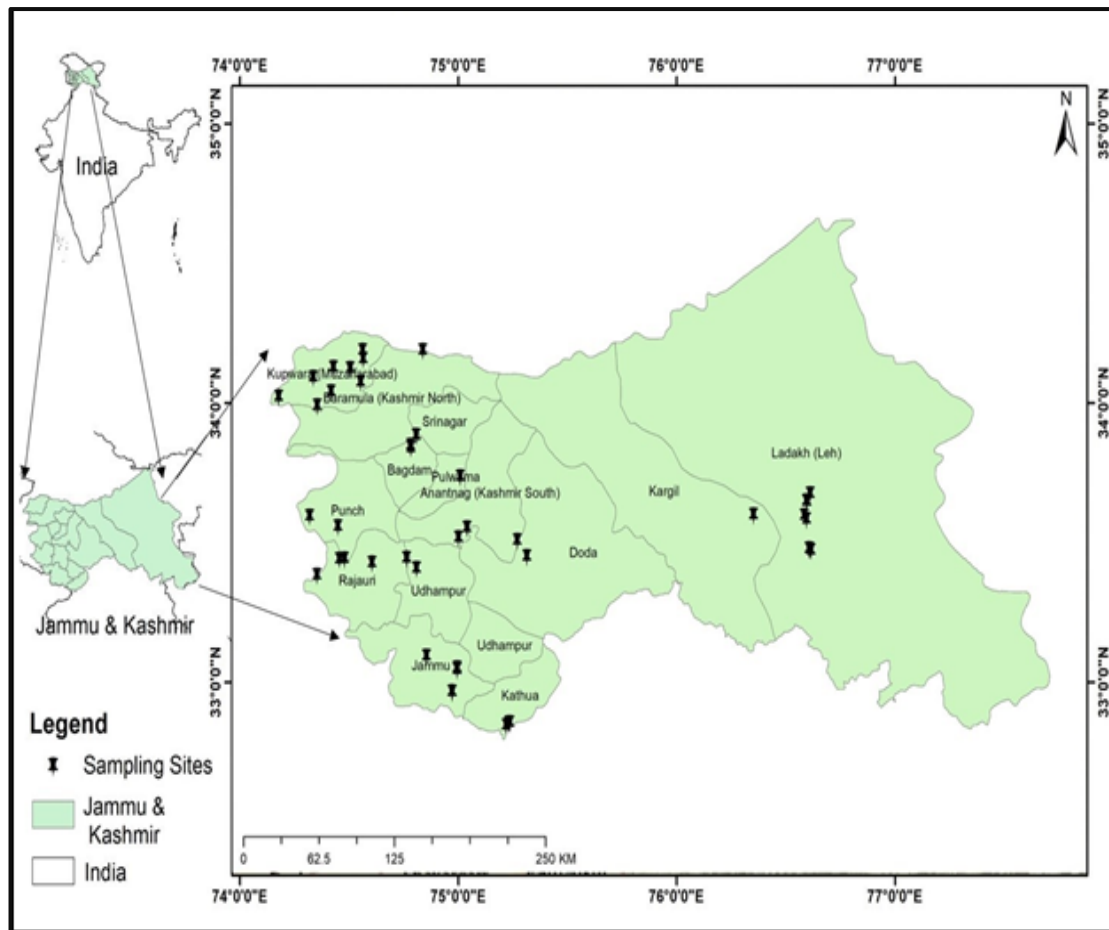 74°0'0"E 75°0'0"E 76°0'0"E 77°0'0"E
N
35°0'0"N
35°0'0"N
India
Kupwara (Mazafarabad)
34°0'0"N
34°0'0"N
Baramula (Kashmir North)
Srinagar
Ladakh (Leh)
Bagdam
Pulwama
Anantnag (Kashmir South)
Kargil
Punch
Doda
Rajauri
Udhampur
Jammu & Kashmir
Udhampur
Jammu
33°0'0"N
33°0'0"N
Kathua
Legend
Sampling Sites
Jammu &
Kashmir
India
0 62.5 125 250 KM
74°0'0"E 75°0'0"E 76°0'0"E 77°0'0"E